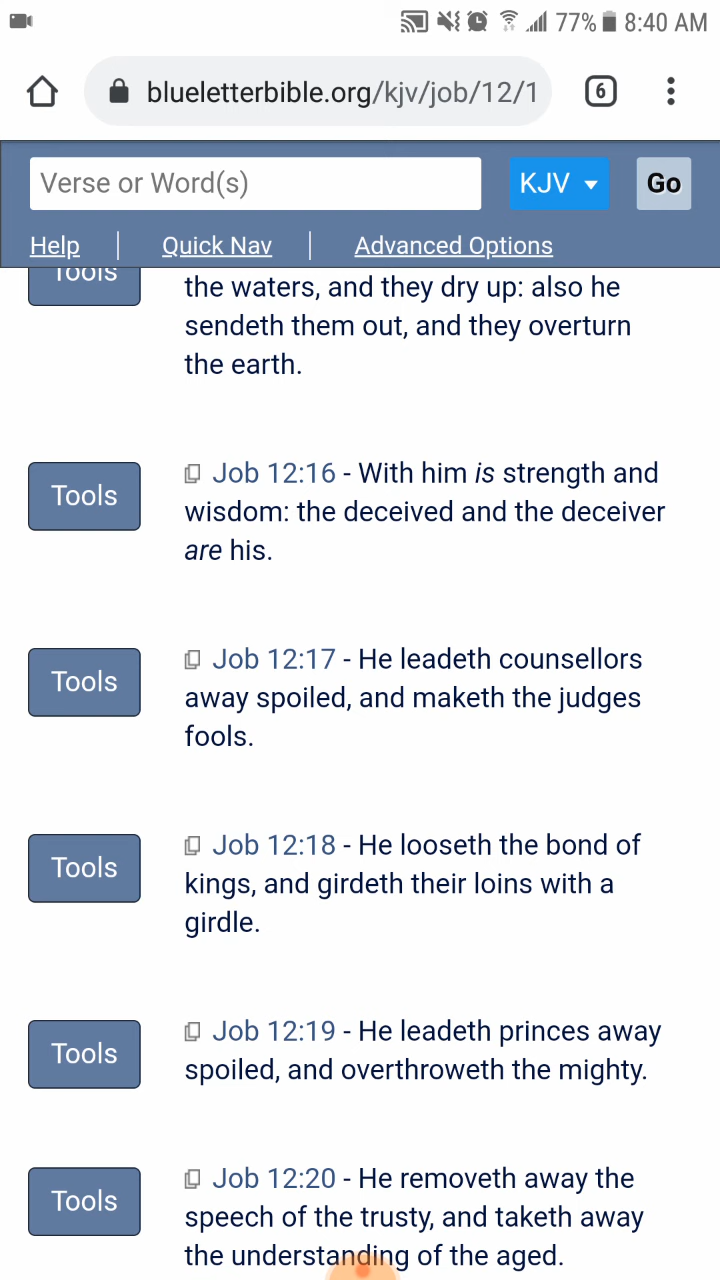 77% 8:40 AM
blueletterbible.org/kjv/job/12/1
6
Verse or Word(s)
KJV
Go
Help
Quick Nav
Advanced Options
Tools
the waters, and they dry up: also he
sendeth them out, and they overturn
the earth.
Tools
Job 12:16 - With him is strength and
wisdom: the deceived and the deceiver
are his.
Tools
Job 12:17 - He leadeth counsellors
away spoiled, and maketh the judges
fools.
Tools
Job 12:18 - He looseth the bond of
kings, and girdeth their loins with a
girdle.
Tools
Job 12:19 - He leadeth princes away
spoiled, and overthroweth the mighty.
Tools
Job 12:20 - He removeth away the
speech of the trusty, and taketh away
the understanding of the aged.